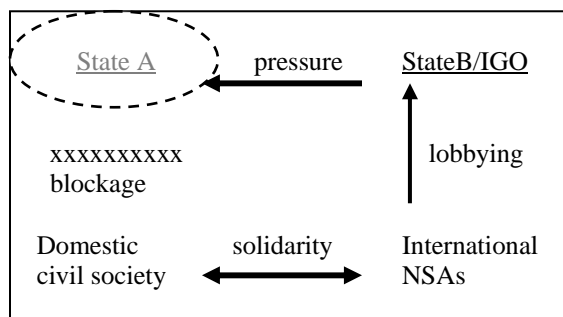 State A pressure StateB/IGO
xxxxxxxxxx lobbying
blockage
Domestic solidarity International
civil society NSAs